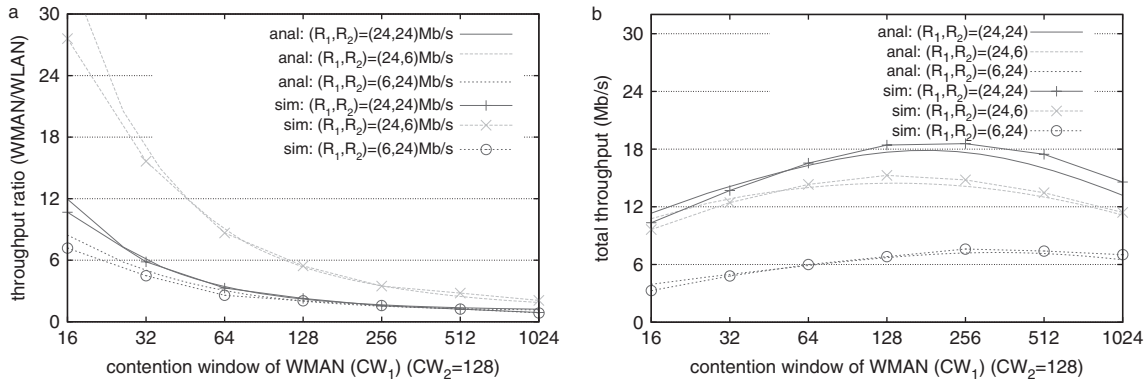 a
throughput ratio (WMAN/WLAN)
30
24
18
12
6
0
anal: (R1,R2)=(24,24)Mb/s
anal: (R1,R2)=(24,6)Mb/s
anal: (R1,R2)=(6,24)Mb/s
sim: (R1,R2)=(24,24)Mb/s
sim: (R1,R2)=(24,6)Mb/s
sim: (R1,R2)=(6,24)Mb/s
16 32 64 128 256 512 1024
contention window of WMAN (CW1) (CW2=128)
b
total throughput (Mb/s)
30
24
18
12
6
0
anal: (R1,R2)=(24,24)
anal: (R1,R2)=(24,6)
anal: (R1,R2)=(6,24)
sim: (R1,R2)=(24,24)
sim: (R1,R2)=(24,6)
sim: (R1,R2)=(6,24)
16 32 64 128 256 512 1024
contention window of WMAN (CW1) (CW2=128)